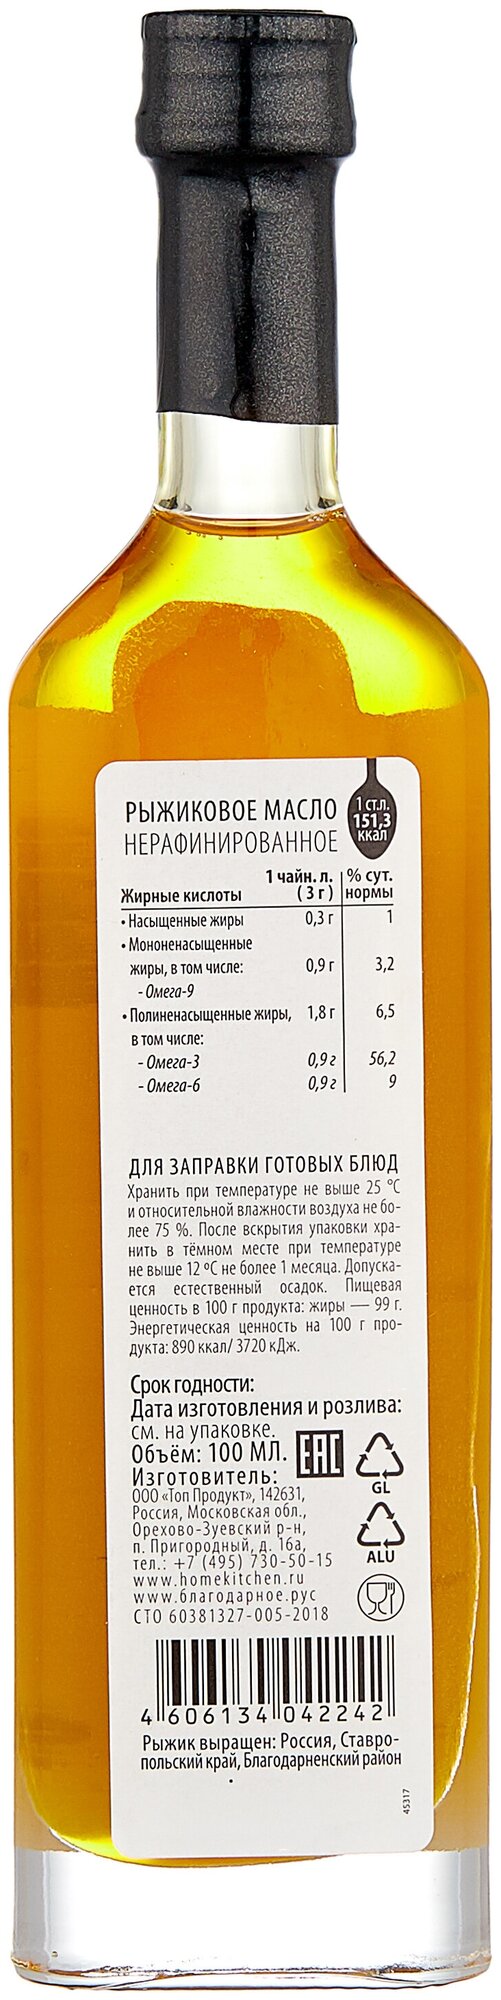 РЫЖИКОВОЕ МАСЛО
НЕРАФИНИРОВАННОЕ
1 ст.л.
151,3
ккал
Жирные кислоты 1 чайн. л. (3 г) % сут. нормы
• Насыщенные жиры 0,3 г 1
• Мононенасыщенные
жиры, в том числе: 0,9 г 3,2
- Омега-9
• Полиненасыщенные жиры, 1,8 г 6,5
в том числе:
- Омега-3 0,9 г 56,2
- Омега-6 0,9 г 9
ДЛЯ ЗАПРАВКИ ГОТОВЫХ БЛЮД
Хранить при температуре не выше 25 °С
и относительной влажности воздуха не бо-
лее 75 %. После вскрытия упаковки хра-
нить в тёмном месте при температуре
не выше 12 ºС не более 1 месяца. Допуска-
ется естественный осадок. Пищевая
ценность в 100 г продукта: жиры — 99 г.
Энергетическая ценность на 100 г про-
дукта: 890 ккал/ 3720 кДж.
Срок годности:
Дата изготовления и розлива:
см. на упаковке.
Объём: 100 МЛ.
Изготовитель:
ООО «Топ Продукт», 142631,
Россия, Московская обл.,
Орехово-Зуевский р-н,
п. Пригородный, д. 16а,
тел.: +7 (495) 730-50-15
www.homekitchen.ru
www.благодарное.рус
СТО 60381327-005-2018
EAC
GL
ALU
4 606134 042242
Рыжик выращен: Россия, Ставро-
польский край, Благодарненский район
45317